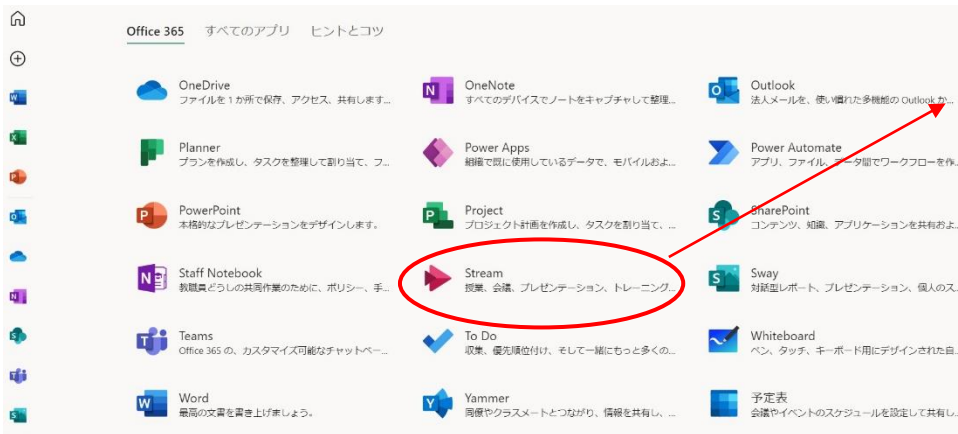 Office 365 すべてのアプリ ヒントとコツ
OneDrive
ファイルを 1 か所で保存、アクセス、共有します...
OneNote
すべてのデバイスでノートをキャプチャして整理...
Outlook
法人メールを、使い慣れた多機能の Outlook か...
Planner
プランを作成し、タスクを整理して割り当て、フ...
Power Apps
組織で既に使用しているデータで、モバイルおよ...
Power Automate
アプリ、ファイル、データ間でワークフローを作...
PowerPoint
本格的なプレゼンテーションをデザインします。
Project
プロジェクト計画を作成し、タスクを割り当て、...
SharePoint
コンテンツ、知識、アプリケーションを共有およ...
Staff Notebook
教職員どうしの共同作業のために、ポリシー、手...
Stream
授業、会議、プレゼンテーション、トレーニング...
Sway
対話型レポート、プレゼンテーション、個人のス...
Teams
Office 365 の、カスタマイズ可能なチャットベー...
To Do
収集、優先順位付け、そして一緒にもっと多くの...
Whiteboard
ペン、タッチ、キーボード用にデザインされた自...
Word
最高の文書を書き上げましょう。
Yammer
同僚やクラスメートとつながり、情報を共有し、...
予定表
会議やイベントのスケジュールを設定して共有し...